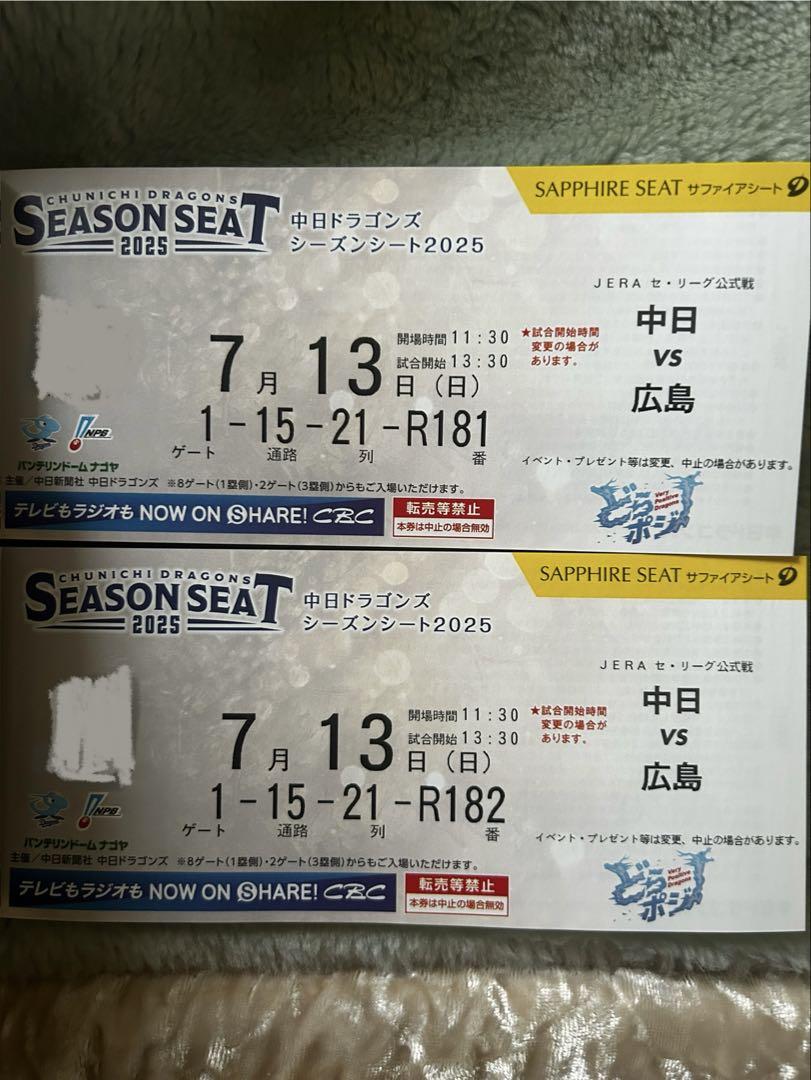 CHUNICHI DRAGONS
SEASON SEAT
2025
中日ドラゴンズ
シーズンシート2025
SAPPHIRE SEAT サファイアシート
JERA セ・リーグ公式戦
中日
VS
広島
7月13日(日)
開場時間 11:30
試合開始 13:30
★試合開始時間
変更の場合が
あります。
1-15-21-R181
ゲート 通路 列 番
NPB
バンテリンドーム ナゴヤ
イベント・プレゼント等は変更、中止の場合があります。
主催/中日新聞社 中日ドラゴンズ ※8ゲート(1塁側)・2ゲート(3塁側)からもご入場いただけます。
テレビもラジオも NOW ON SHARE! CBC
転売等禁止
本券は中止の場合無効
Very
Positive
Dragons
どらポジ
CHUNICHI DRAGONS
SEASON SEAT
2025
中日ドラゴンズ
シーズンシート2025
SAPPHIRE SEAT サファイアシート
JERA セ・リーグ公式戦
中日
VS
広島
7月13日(日)
開場時間 11:30
試合開始 13:30
★試合開始時間
変更の場合が
あります。
1-15-21-R182
ゲート 通路 列 番
NPB
バンテリンドーム ナゴヤ
イベント・プレゼント等は変更、中止の場合があります。
主催/中日新聞社 中日ドラゴンズ ※8ゲート(1塁側)・2ゲート(3塁側)からもご入場いただけます。
テレビもラジオも NOW ON SHARE! CBC
転売等禁止
本券は中止の場合無効
Very
Positive
Dragons
どらポジ